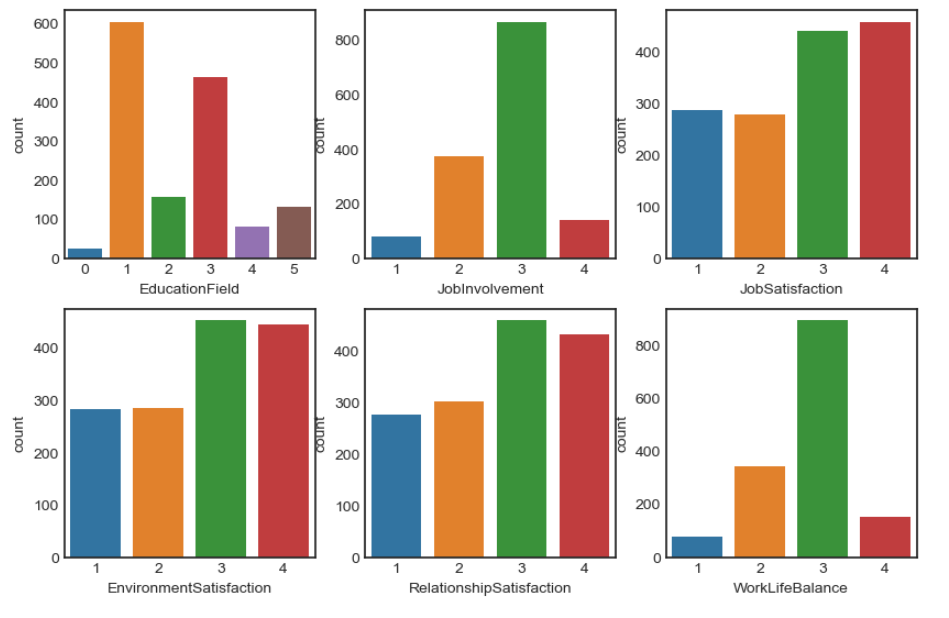 600
500
400
300
200
100
0
count
0 1 2 3 4 5
EducationField
800
600
400
200
0
count
1 2 3 4
JobInvolvement
400
300
200
100
0
count
1 2 3 4
JobSatisfaction
400
300
200
100
0
count
1 2 3 4
EnvironmentSatisfaction
400
300
200
100
0
count
1 2 3 4
RelationshipSatisfaction
800
600
400
200
0
count
1 2 3 4
WorkLifeBalance